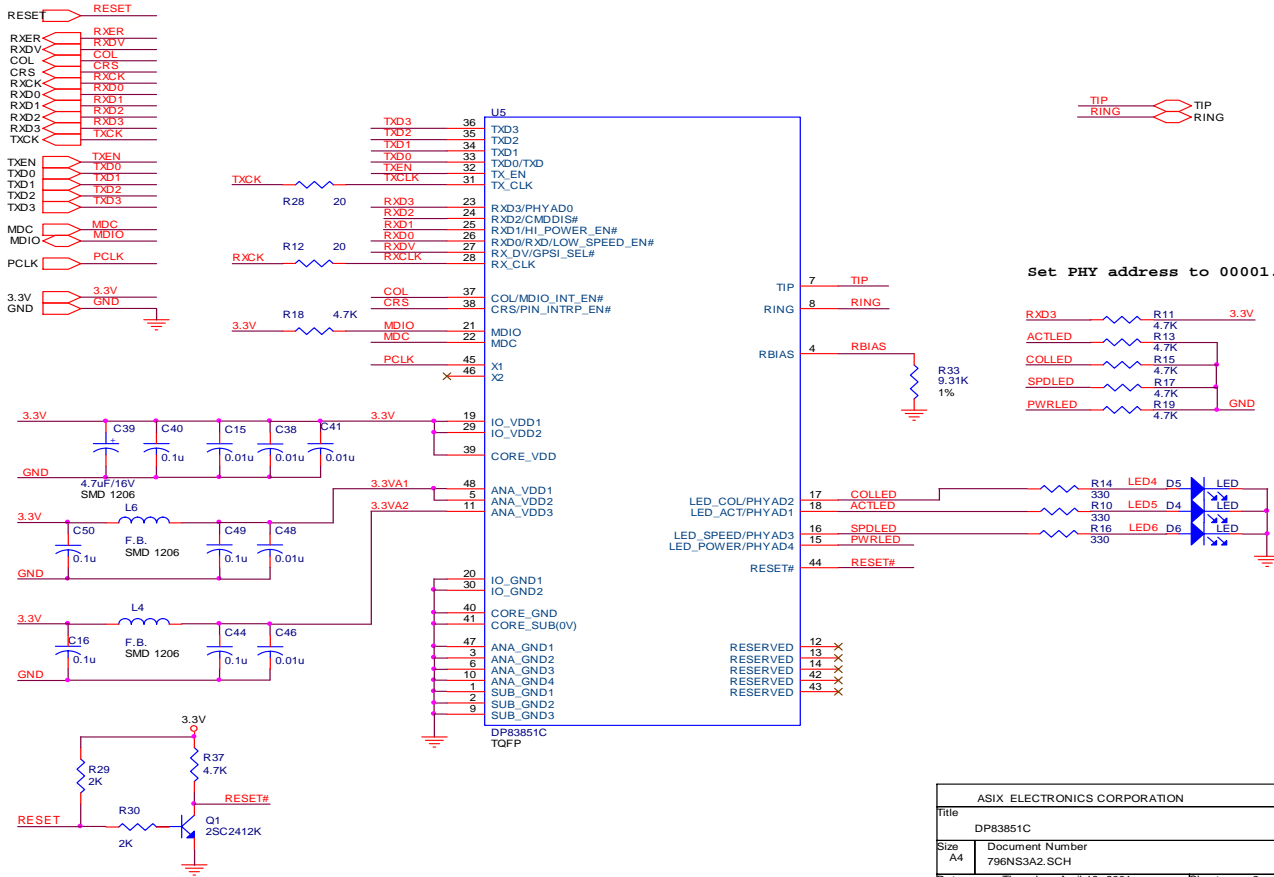 RESET RESET
RXER RXER
RXDV RXDV
COL COL
CRS CRS
RXCK RXCK
RXD0 RXD0
RXD1 RXD1
RXD2 RXD2
RXD3 RXD3
TXCK TXCK
TXEN TXEN
TXD0 TXD0
TXD1 TXD1
TXD2 TXD2
TXD3 TXD3
MDC MDC
MDIO MDIO
PCLK PCLK
3.3V 3.3V
GND GND
TIP TIP
RING RING
U5
TXD3 36 TXD3
TXD2 35 TXD2
TXD1 34 TXD1
TXD0 33 TXD0/TXD
TXEN 32 TX_EN
TXCK R28 20 TXCLK 31 TX_CLK
RXD3 23 RXD3/PHYAD0
RXD2 24 RXD2/CMDDIS#
RXD1 25 RXD1/HI_POWER_EN#
RXD0 26 RXD0/RXD/LOW_SPEED_EN#
RXDV 27 RX_DV/GPSI_SEL#
RXCK R12 20 RXCLK 28 RX_CLK
COL 37 COL/MDIO_INT_EN#
CRS 38 CRS/PIN_INTRP_EN#
3.3V R18 4.7K MDIO 21 MDIO
MDC 22 MDC
PCLK 45 X1
46 X2
3.3V 3.3V 19 IO_VDD1
29 IO_VDD2
39 CORE_VDD
C39 + C40 C15 C38 C41
0.1u 0.01u 0.01u 0.01u
GND
4.7uF/16V
SMD 1206
3.3VA1 48 ANA_VDD1
5 ANA_VDD2
3.3VA2 11 ANA_VDD3
3.3V L6
C50 F.B. C49 C48
0.1u SMD 1206 0.1u 0.01u
GND
20 IO_GND1
30 IO_GND2
40 CORE_GND
41 CORE_SUB(0V)
47 ANA_GND1
3 ANA_GND2
6 ANA_GND3
10 ANA_GND4
1 SUB_GND1
2 SUB_GND2
9 SUB_GND3
3.3V L4
C16 F.B. C44 C46
0.1u SMD 1206 0.1u 0.01u
GND
DP83851C
TQFP
TIP 7 TIP
RING 8 RING
RBIAS 4 RBIAS
R33
9.31K
1%
Set PHY address to 00001.
RXD3 R11 3.3V
4.7K
ACTLED R13
4.7K
COLLED R15
4.7K
SPDLED R17
4.7K
PWRLED R19 GND
4.7K
LED_COL/PHYAD2 17 COLLED R14 LED4 D5 LED
330
LED_ACT/PHYAD1 18 ACTLED R10 LED5 D4 LED
330
LED_SPEED/PHYAD3 16 SPDLED R16 LED6 D6 LED
330
LED_POWER/PHYAD4 15 PWRLED
RESET# 44 RESET#
RESERVED 12
RESERVED 13
RESERVED 14
RESERVED 42
RESERVED 43
3.3V
R29
2K
R37
4.7K
RESET#
RESET R30
2K
Q1
2SC2412K
ASIX ELECTRONICS CORPORATION
Title
DP83851C
Size Document Number
A4 796NS3A2.SCH